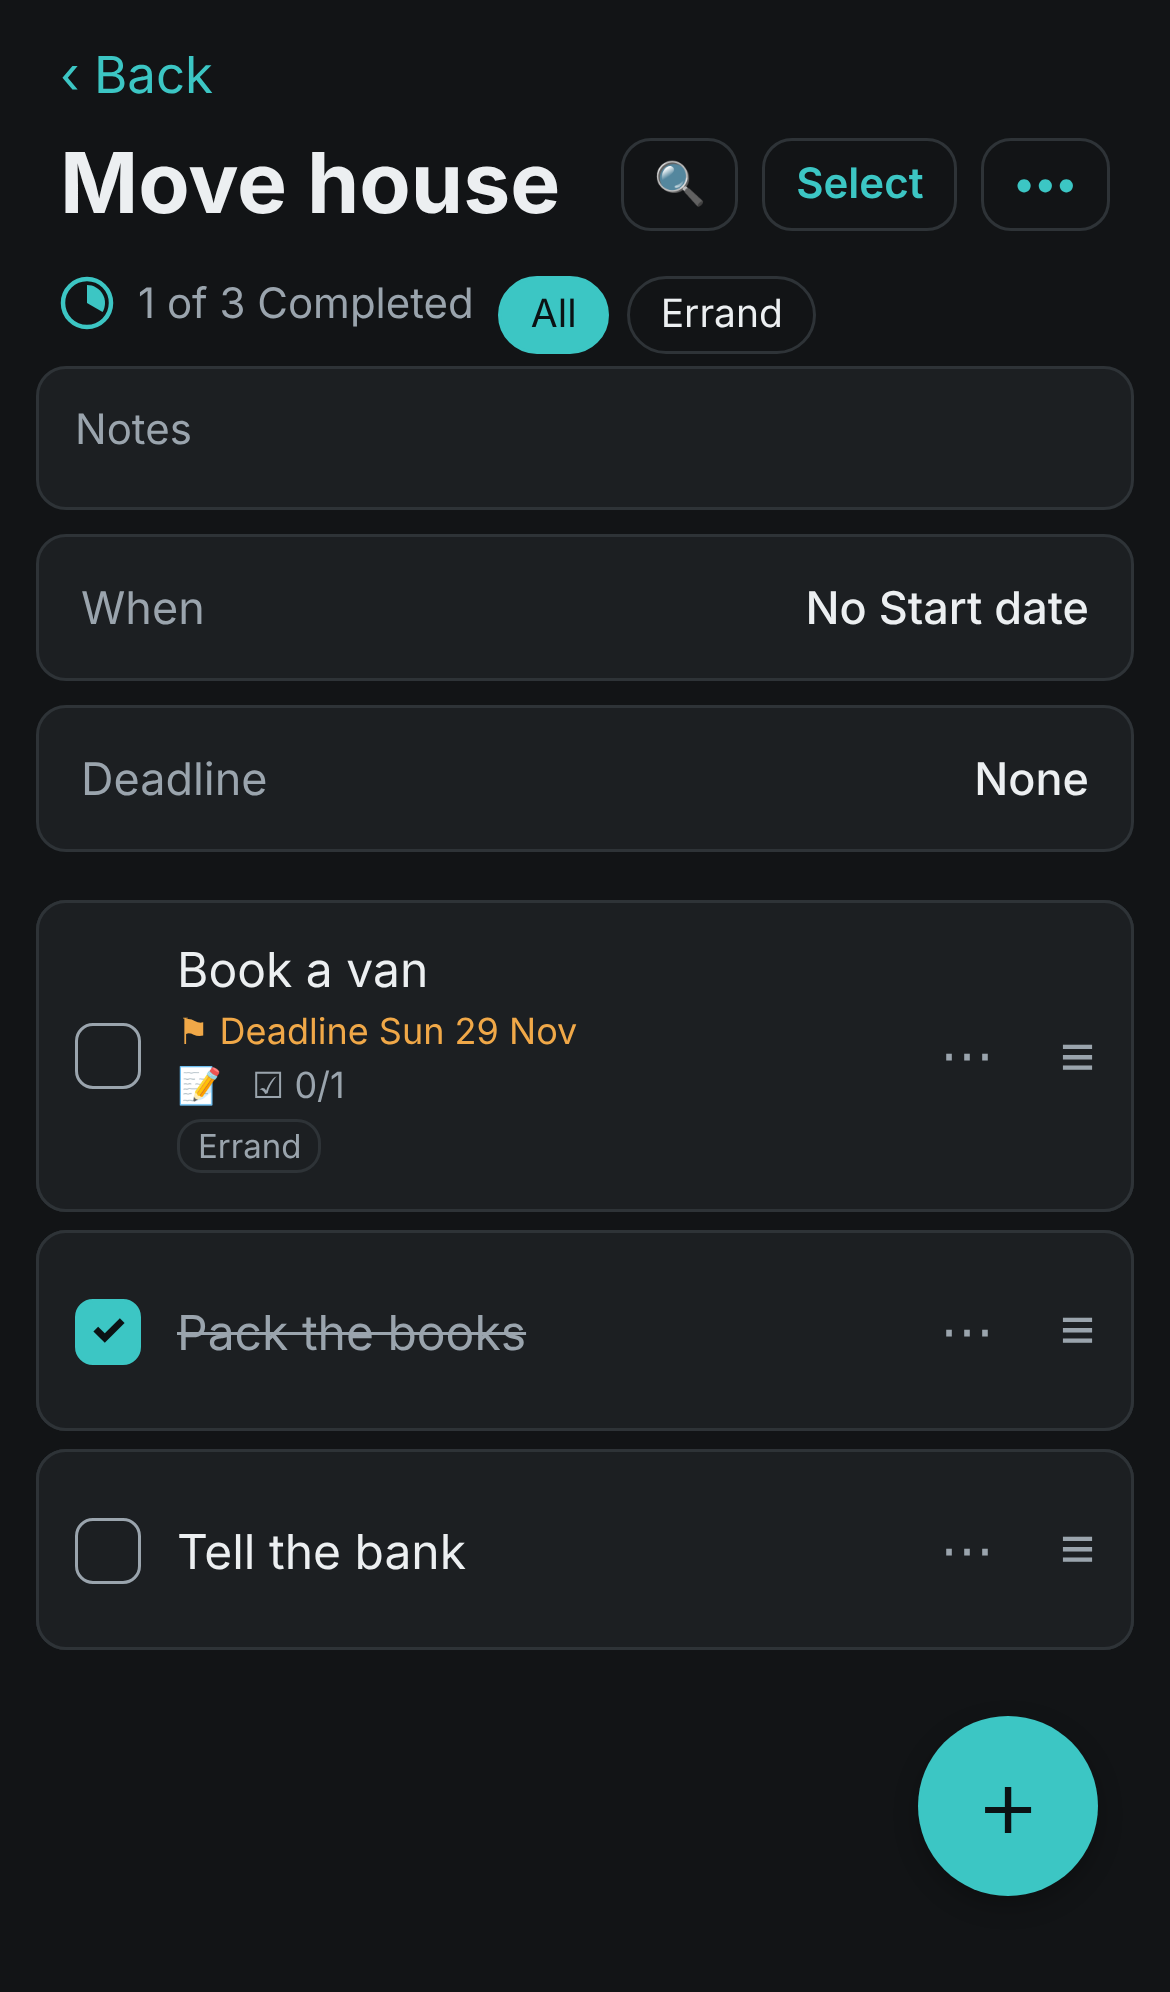 ‹ Back
Move house
Select
1 of 3 Completed
All
Errand
Notes
When
No Start date
Deadline
None
Book a van
Deadline Sun 29 Nov
0/1
Errand
Pack the books
Tell the bank